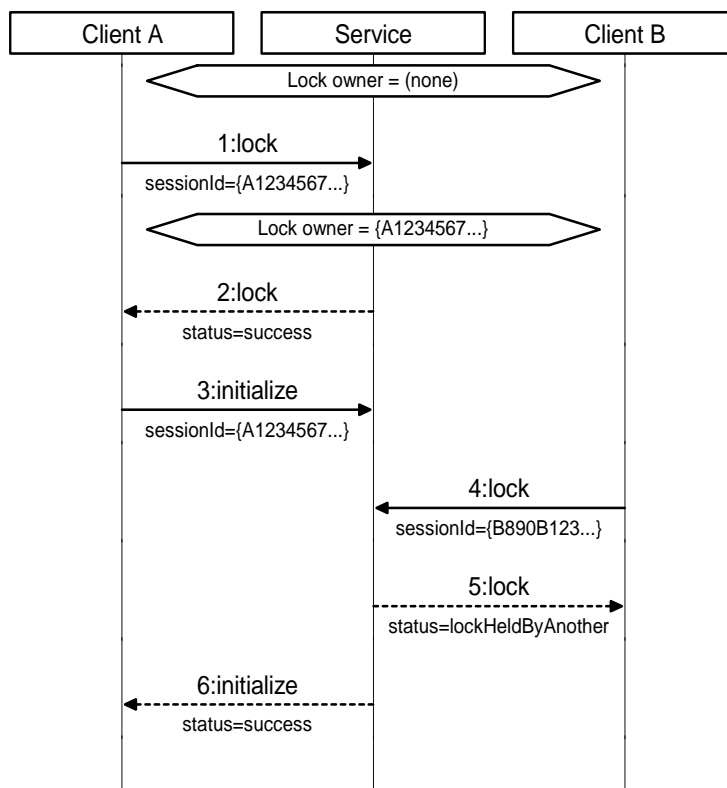 Client A
Service
Client B
Lock owner = (none)
1:lock
sessionId={A1234567...}
Lock owner = {A1234567...}
2:lock
status=success
3:initialize
sessionId={A1234567...}
4:lock
sessionId={B890B123...}
5:lock
status=lockHeldByAnother
6:initialize
status=success